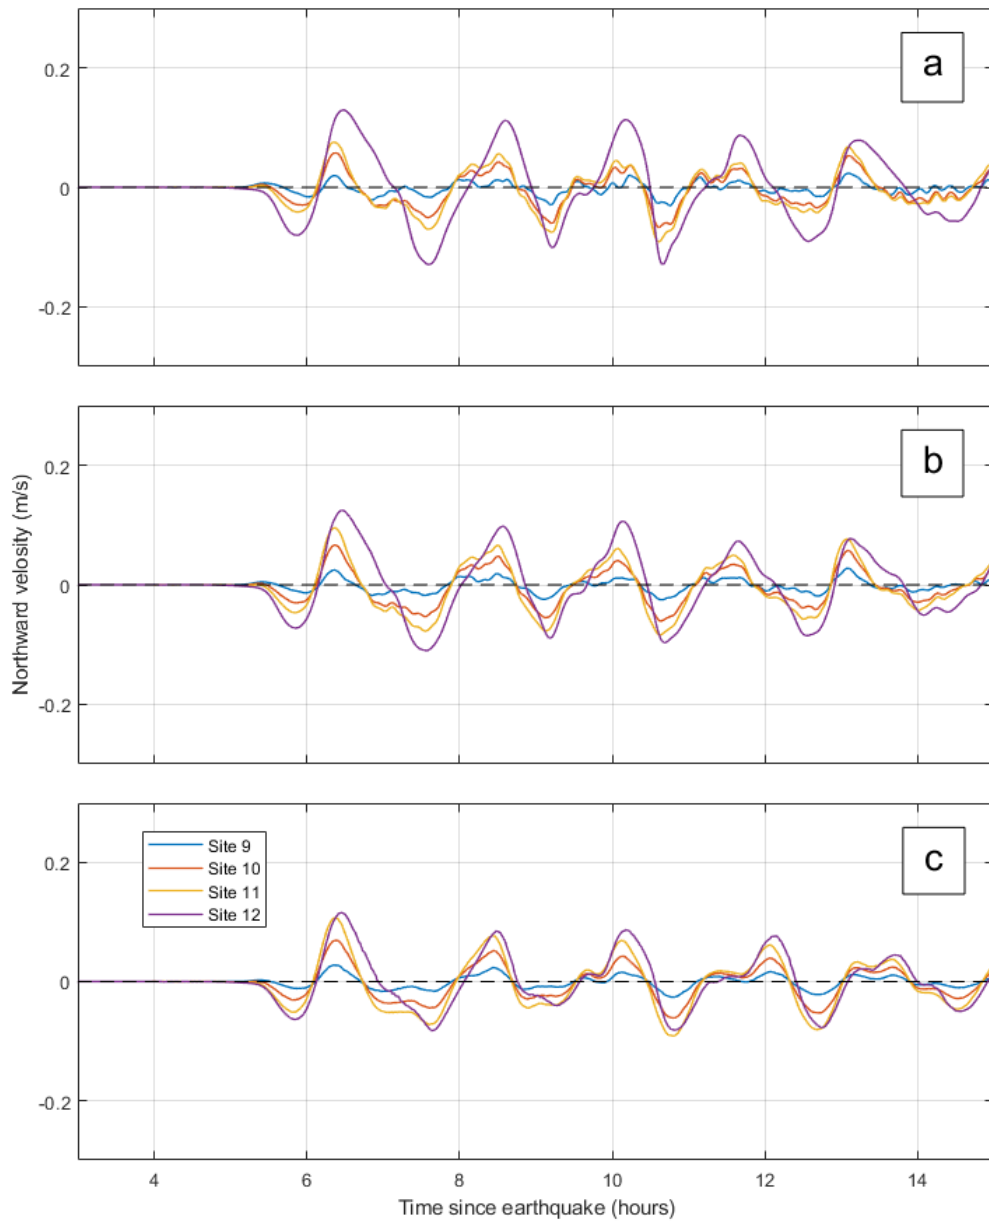 a
0.2
0
-0.2
b
0.2
0
-0.2
Northward velosity (m/s)
c
Site 9
Site 10
Site 11
Site 12
0.2
0
-0.2
4 6 8 10 12 14
Time since earthquake (hours)